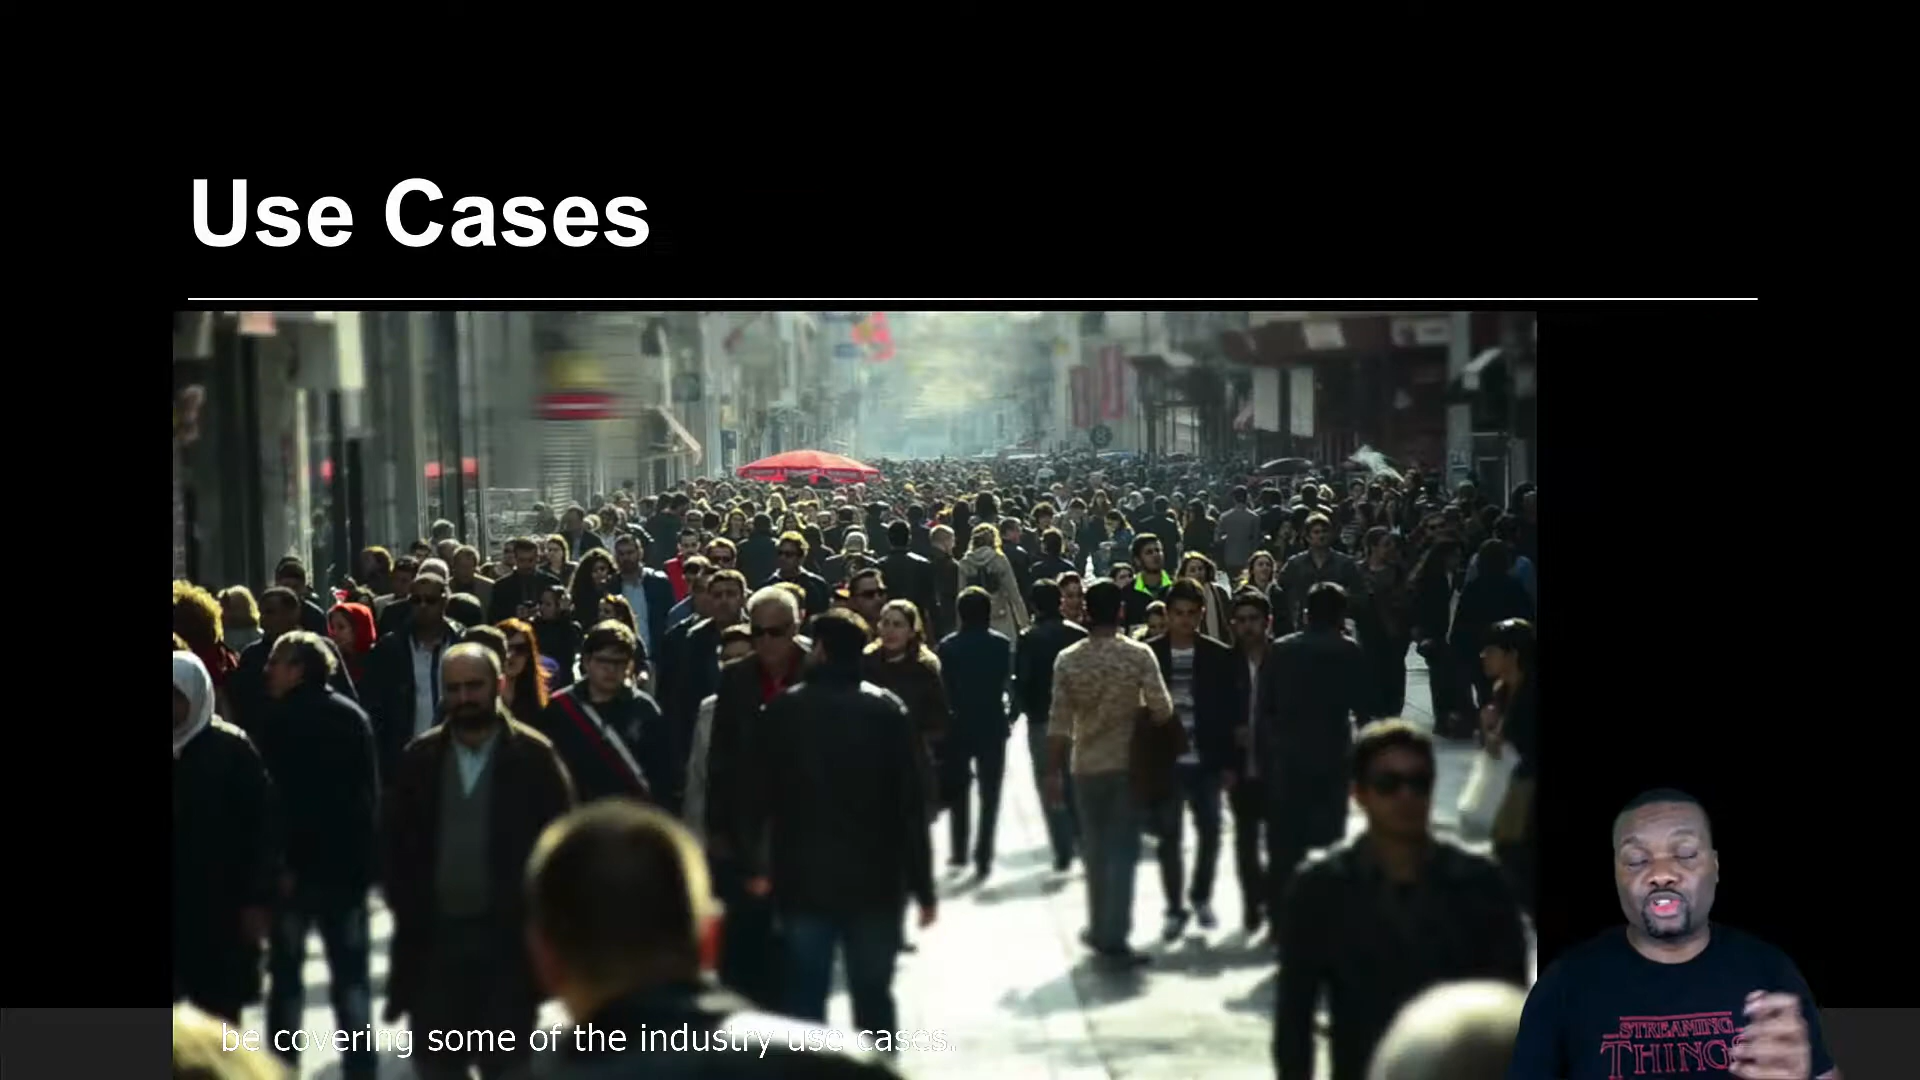 Use Cases
be covering some of the industry use cases.
STREAMING
THINGS